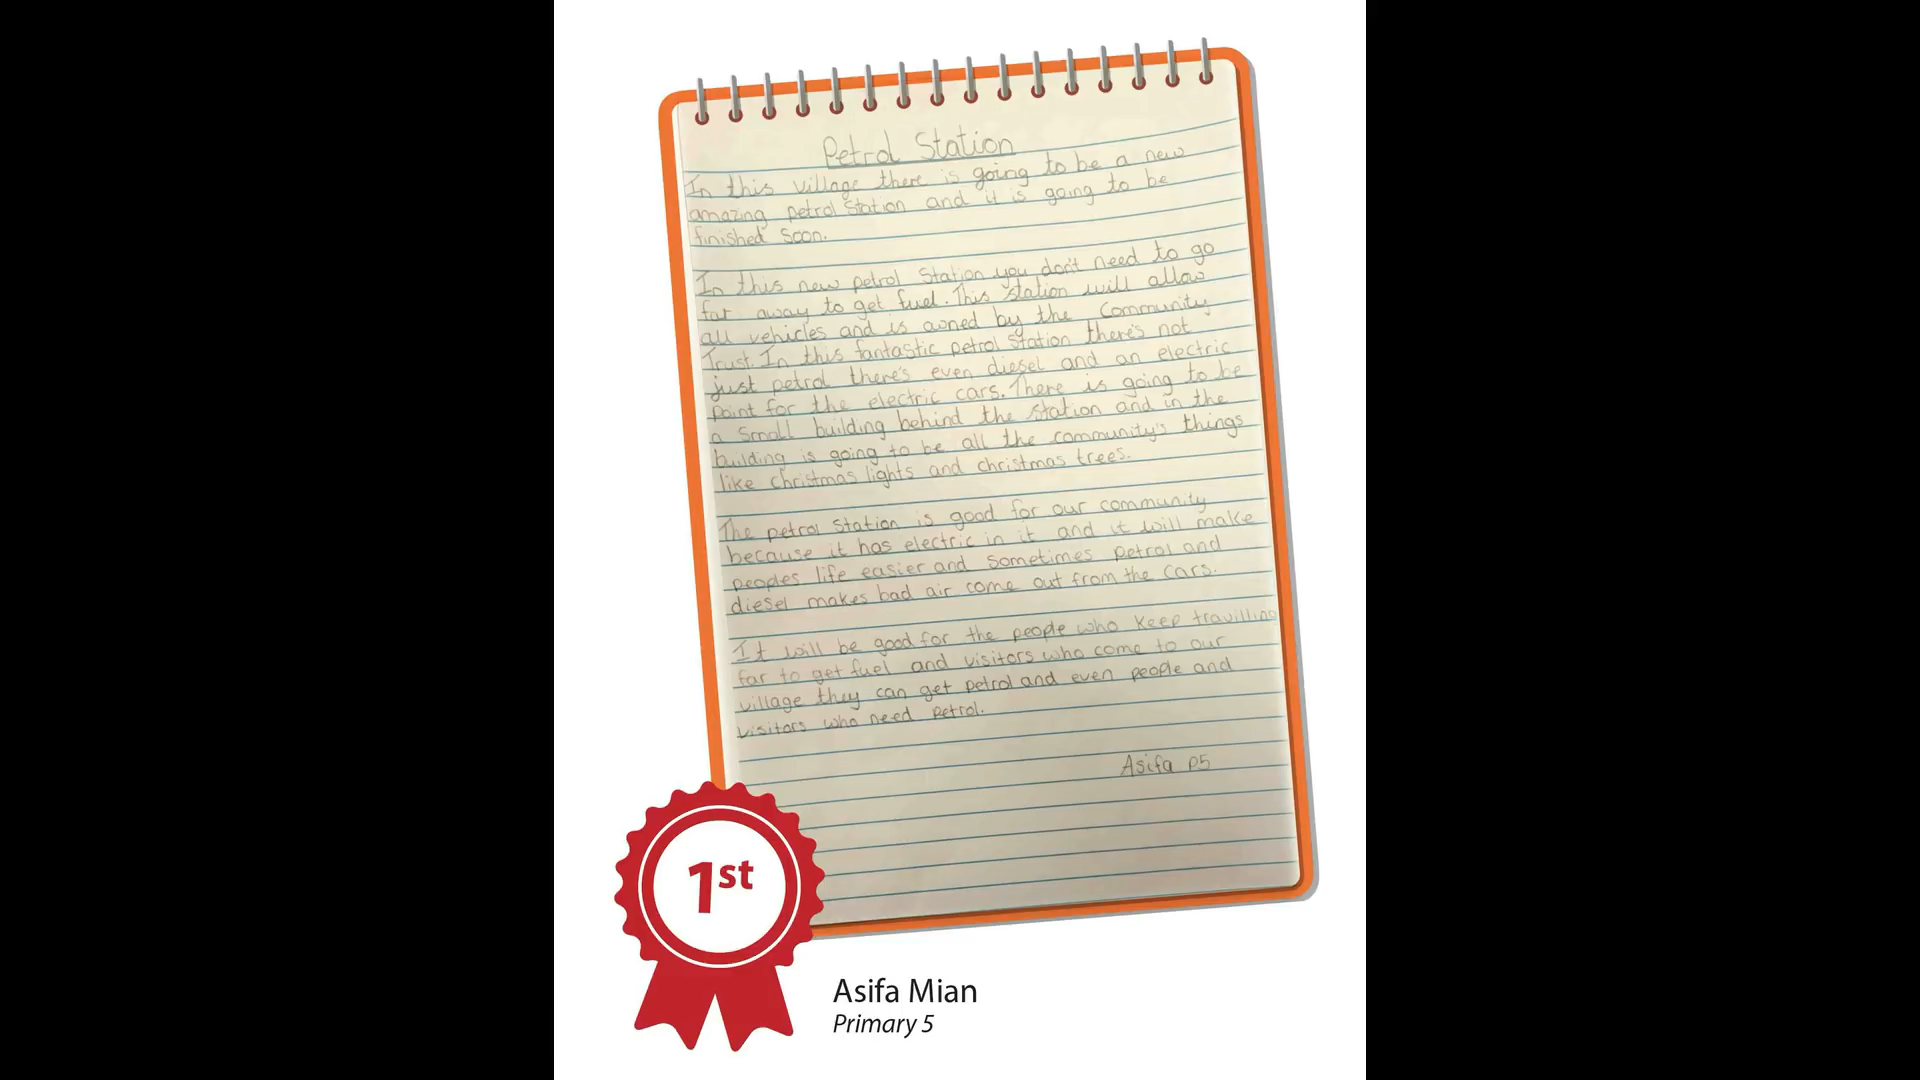 Petrol Station
In this village there is going to be a new
amazing petrol station and it is going to be
finished soon.
In this new petrol station you don't need to go
far away to get fuel. This station will allow
all vehicles and is owned by the Community
Trust. In this fantastic petrol station there's not
just petrol there's even diesel and an electric
point for the electric cars. There is going to be
a small building behind the station and in the
building is going to be all the community's things
like christmas lights and christmas trees.
The petrol station is good for our community
because it has electric in it and it will make
peoples life easier and sometimes petrol and
diesel makes bad air come out from the cars.
It will be good for the people who keep travilling
far to get fuel and visitors who come to our
village they can get petrol and even people and
visitors who need petrol.
Asifa P5
1st
Asifa Mian
Primary 5